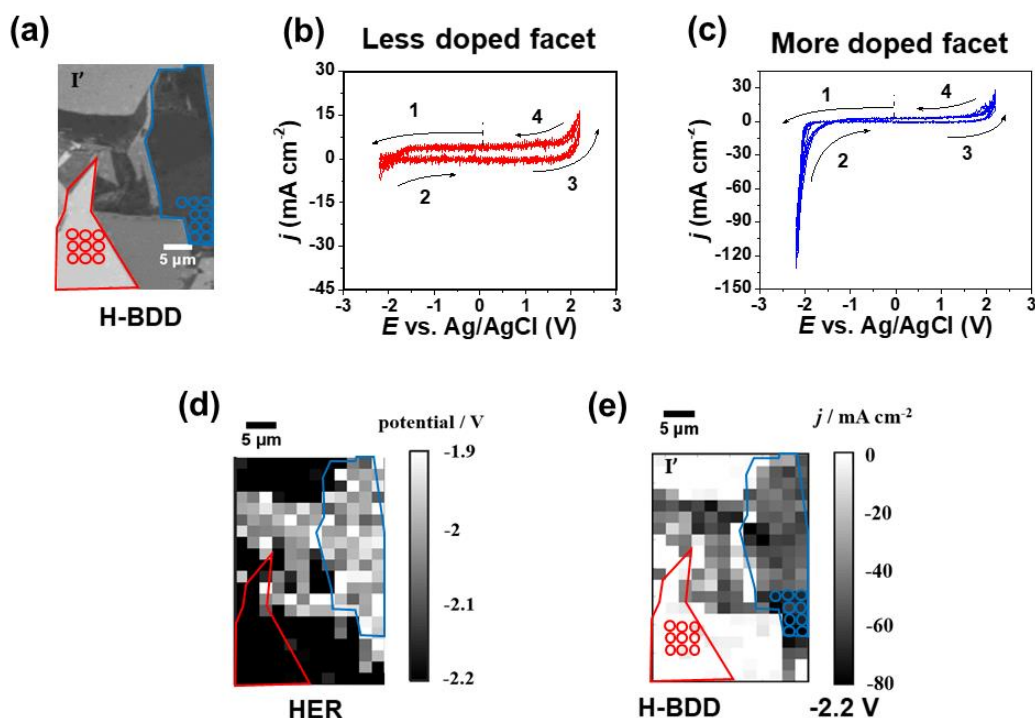 (a)
I'
5 µm
H-BDD
(b)
Less doped facet
30
15
0
-15
-30
-45
j (mA cm-2)
1
4
2
3
-3
-2
-1
0
1
2
3
E vs. Ag/AgCl (V)
(c)
More doped facet
30
0
-30
-60
-90
-120
-150
j (mA cm-2)
1
4
2
3
-3
-2
-1
0
1
2
3
E vs. Ag/AgCl (V)
(d)
5 µm
potential / V
-1.9
-2
-2.1
-2.2
HER
(e)
5 µm
j / mA cm-2
I'
0
-20
-40
-60
-80
H-BDD
-2.2 V